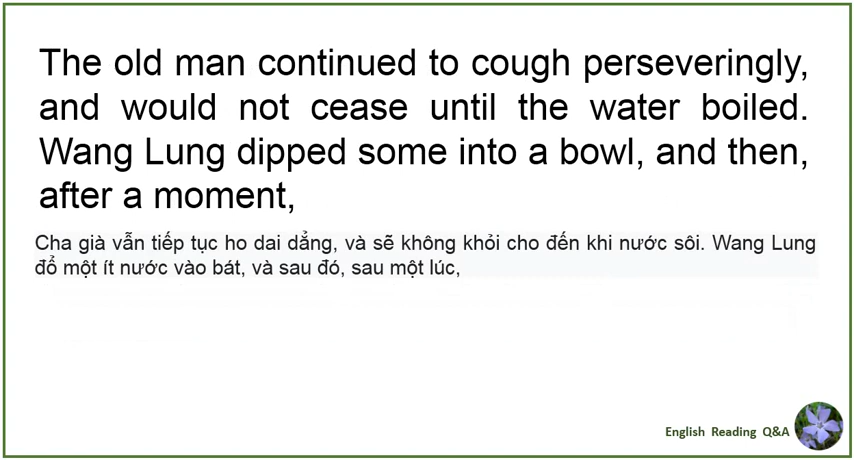 The old man continued to cough perseveringly,
and would not cease until the water boiled.
Wang Lung dipped some into a bowl, and then,
after a moment,
Cha già vẫn tiếp tục ho dai dẳng, và sẽ không khỏi cho đến khi nước sôi. Wang Lung
đổ một ít nước vào bát, và sau đó, sau một lúc,
English Reading Q&A